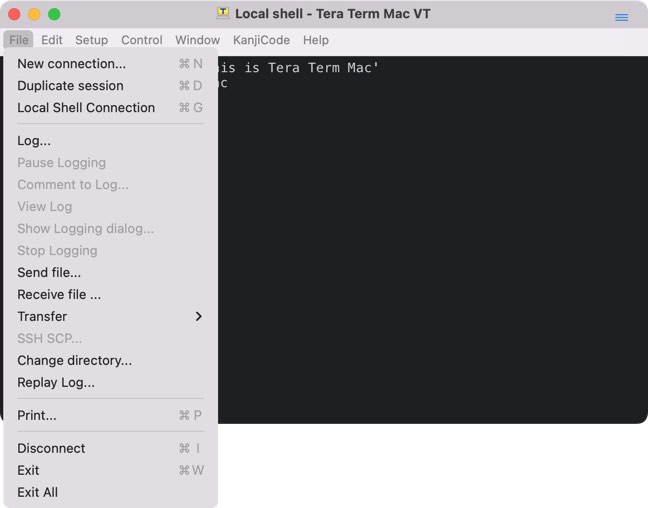 Local shell - Tera Term Mac VT
File Edit Setup Control Window KanjiCode Help
is is Tera Term Mac'
c
New connection... ⌘ N
Duplicate session ⌘ D
Local Shell Connection ⌘ G
Log...
Pause Logging
Comment to Log...
View Log
Show Logging dialog...
Stop Logging
Send file...
Receive file ...
Transfer
SSH SCP...
Change directory...
Replay Log...
Print... ⌘ P
Disconnect ⌘ I
Exit ⌘ W
Exit All